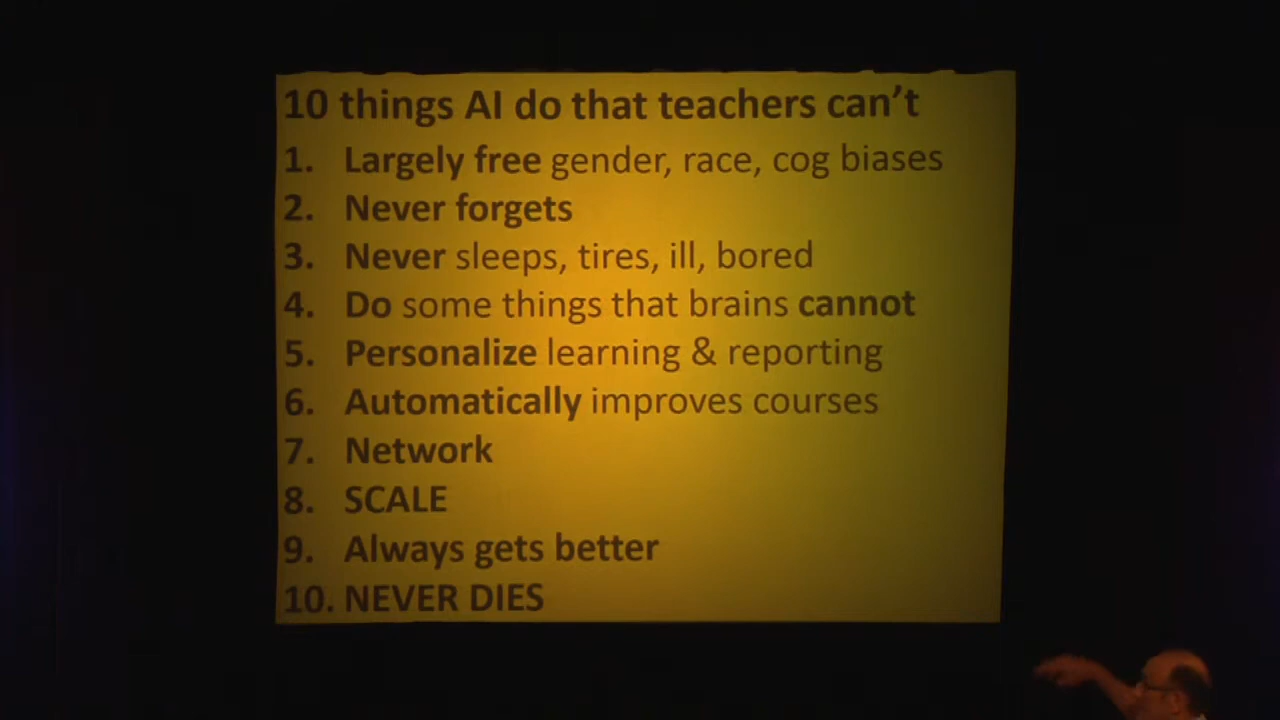 10 things AI do that teachers can't
1. Largely free gender, race, cog biases
2. Never forgets
3. Never sleeps, tires, ill, bored
4. Do some things that brains cannot
5. Personalize learning & reporting
6. Automatically improves courses
7. Network
8. SCALE
9. Always gets better
10. NEVER DIES